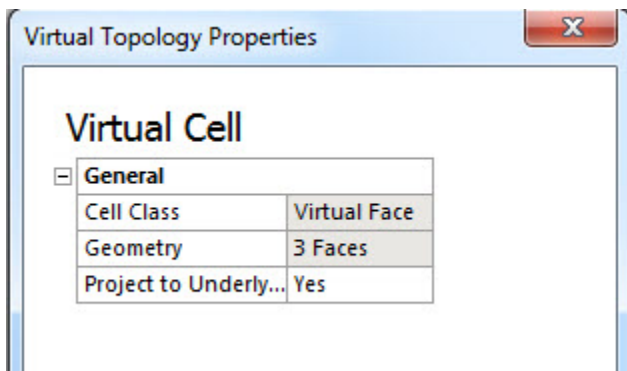 Virtual Topology Properties
Virtual Cell
General
Cell Class Virtual Face
Geometry 3 Faces
Project to Underly... Yes